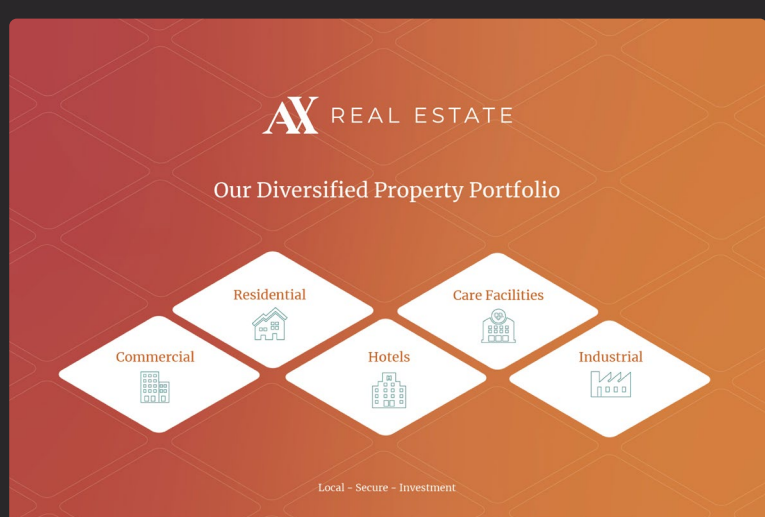 AX REAL ESTATE
Our Diversified Property Portfolio
Residential
Care Facilities
Commercial
Hotels
Industrial
Local - Secure - Investment